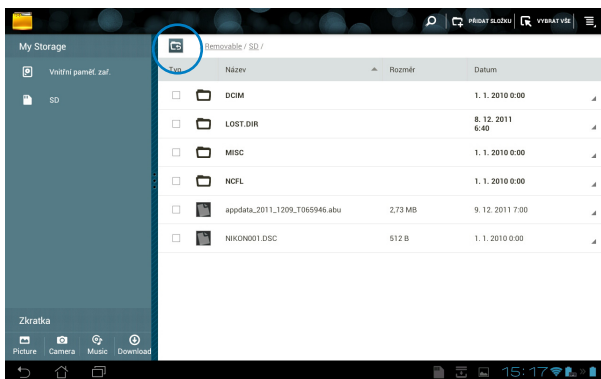 PŘIDAT SLOŽKU VYBRAT VŠE
My Storage
Removable / SD /
Vnitřní paměť. zař.
SD
Typ Název Rozměr Datum
DCIM 1. 1. 2010 0:00
LOST.DIR 8. 12. 2011
6:40
MISC 1. 1. 2010 0:00
NCFL 1. 1. 2010 0:00
appdata_2011_1209_T065946.abu 2,73 MB 9. 12. 2011 7:00
NIKON001.DSC 512 B 1. 1. 2010 0:00
Zkratka
Picture Camera Music Download
15:17